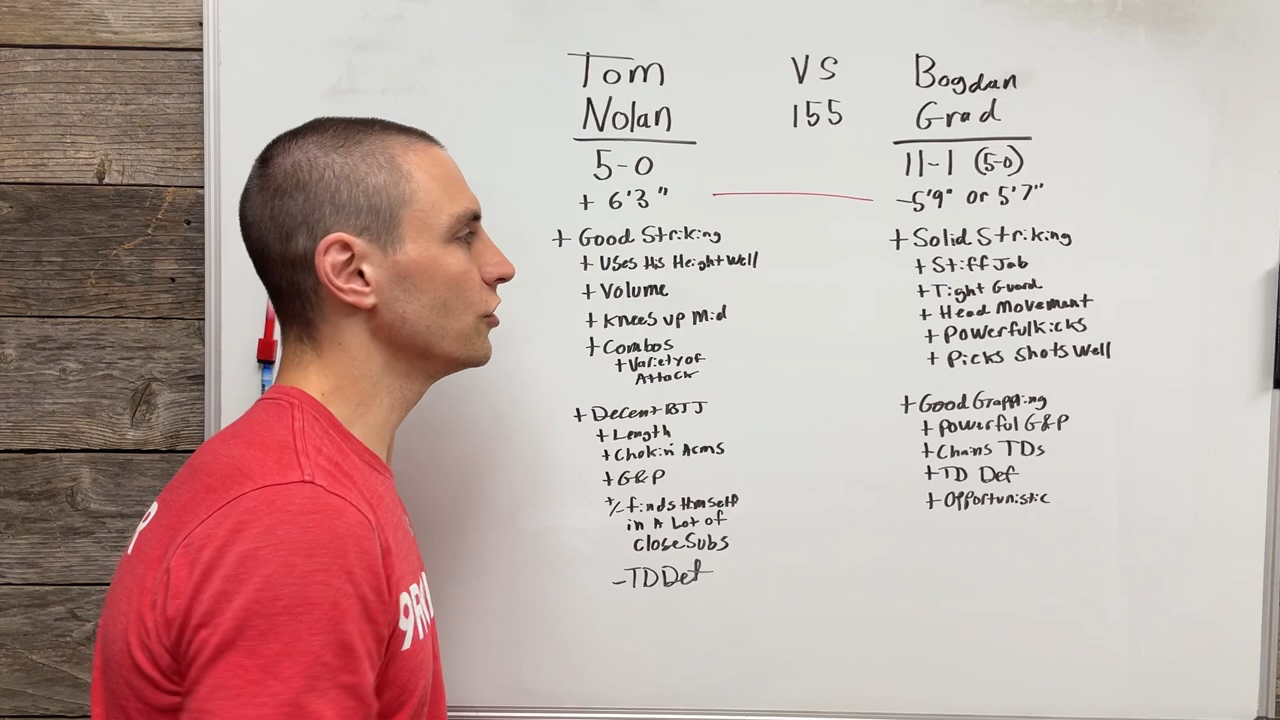 Tom VS Bogdan
Nolan 155 Grad
5-0
+ 6'3"
+ Good Striking
+ Uses His Height Well
+ Volume
+ Knees up Mid
+ Combos
+ Variety of
Attack
+ Decent BJJ
+ Length
+ Chokin Arms
+ G&P
+/- finds Himself
in A Lot of
Close Subs
- TD Def
11-1 (5-0)
-5'9" or 5'7"
+ Solid Striking
+ Stiff Jab
+ Tight Guard
+ Head Movement
+ Powerful kicks
+ Picks Shots Well
+ Good Grappling
+ Powerful G&P
+ Chains TDs
+ TD Def
+ Opportunistic